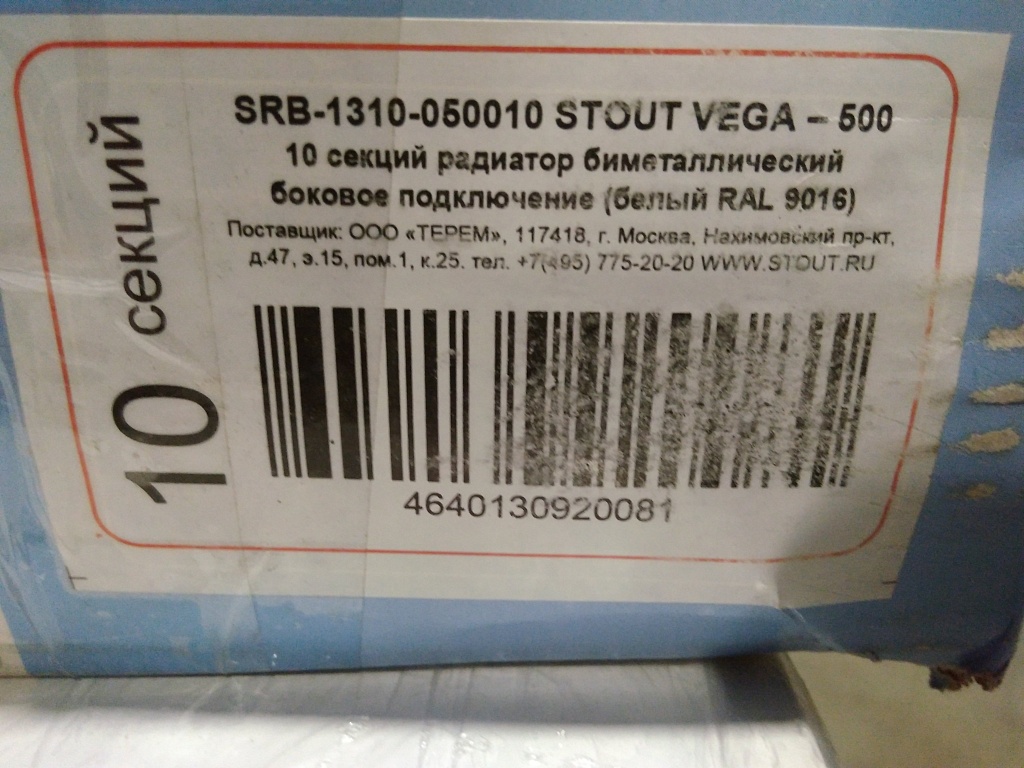 SRB-1310-050010 STOUT VEGA – 500
10 секций радиатор биметаллический
боковое подключение (белый RAL 9016)
Поставщик: ООО «ТЕРЕМ», 117418, г. Москва, Нахимовский пр-кт,
д.47, э.15, пом.1, к.25. тел. +7(495) 775-20-20 WWW.STOUT.RU
4640130920081
10 секций